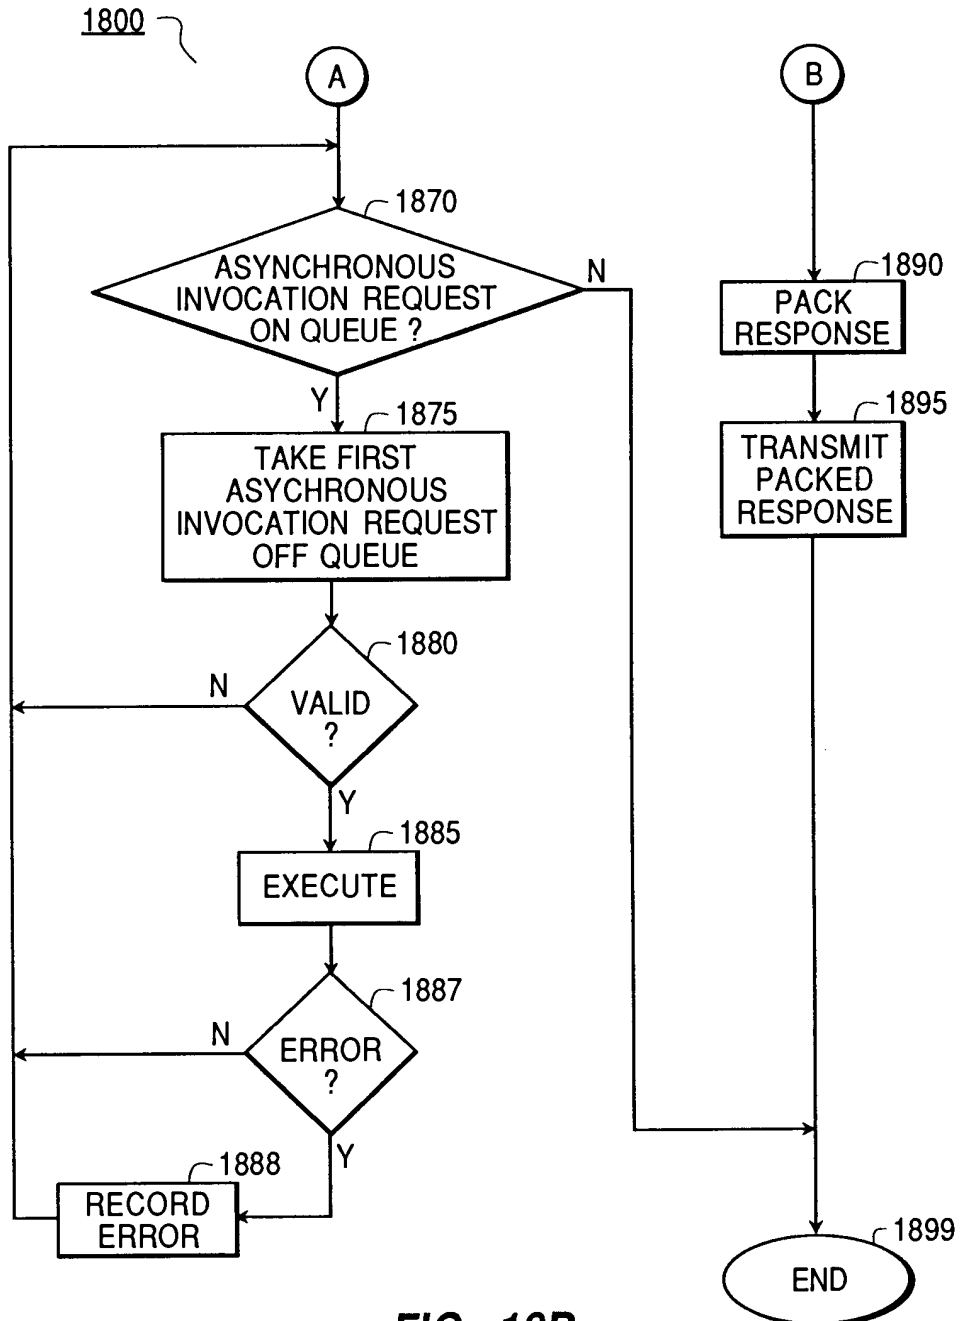 1800
A
1870
ASYNCHRONOUS
INVOCATION REQUEST
ON QUEUE ?
N
Y
1875
TAKE FIRST
ASYCHRONOUS
INVOCATION REQUEST
OFF QUEUE
1880
VALID
?
N
Y
1885
EXECUTE
1887
ERROR
?
N
Y
1888
RECORD
ERROR
B
1890
PACK
RESPONSE
1895
TRANSMIT
PACKED
RESPONSE
1899
END